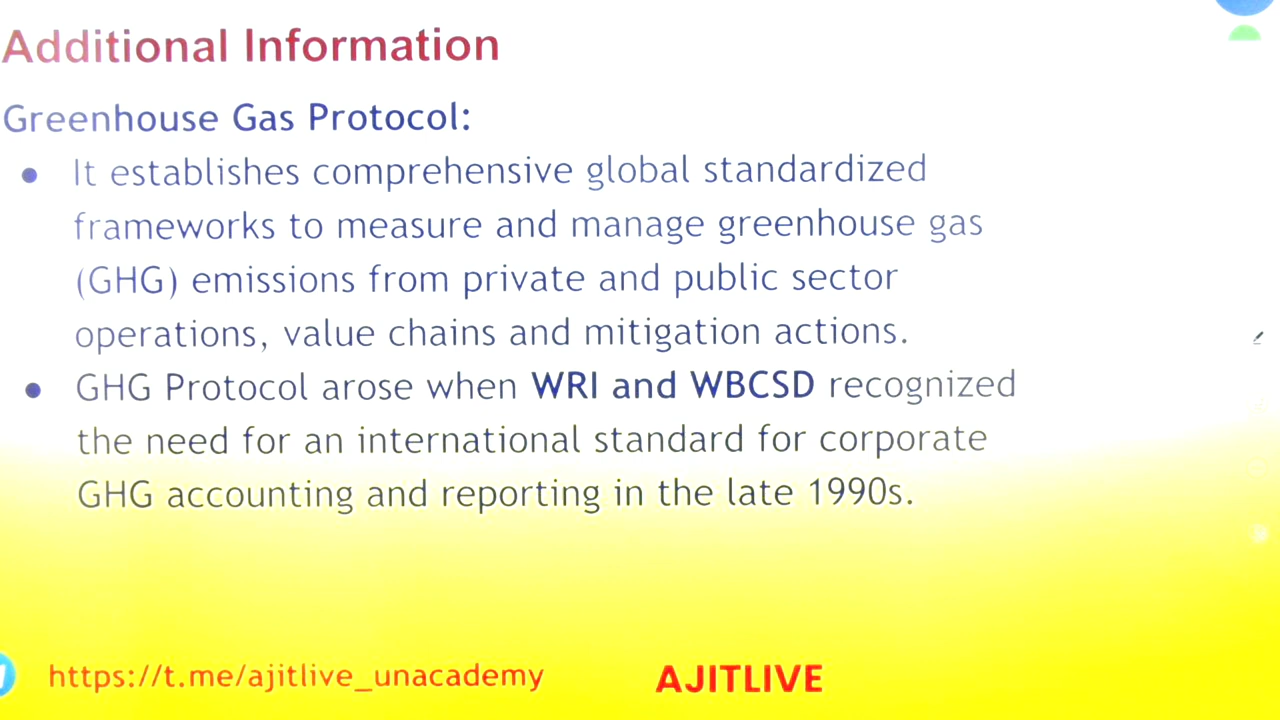 Additional Information
Greenhouse Gas Protocol:
• It establishes comprehensive global standardized
frameworks to measure and manage greenhouse gas
(GHG) emissions from private and public sector
operations, value chains and mitigation actions.
• GHG Protocol arose when WRI and WBCSD recognized
the need for an international standard for corporate
GHG accounting and reporting in the late 1990s.
https://t.me/ajitlive_unacademy AJITLIVE